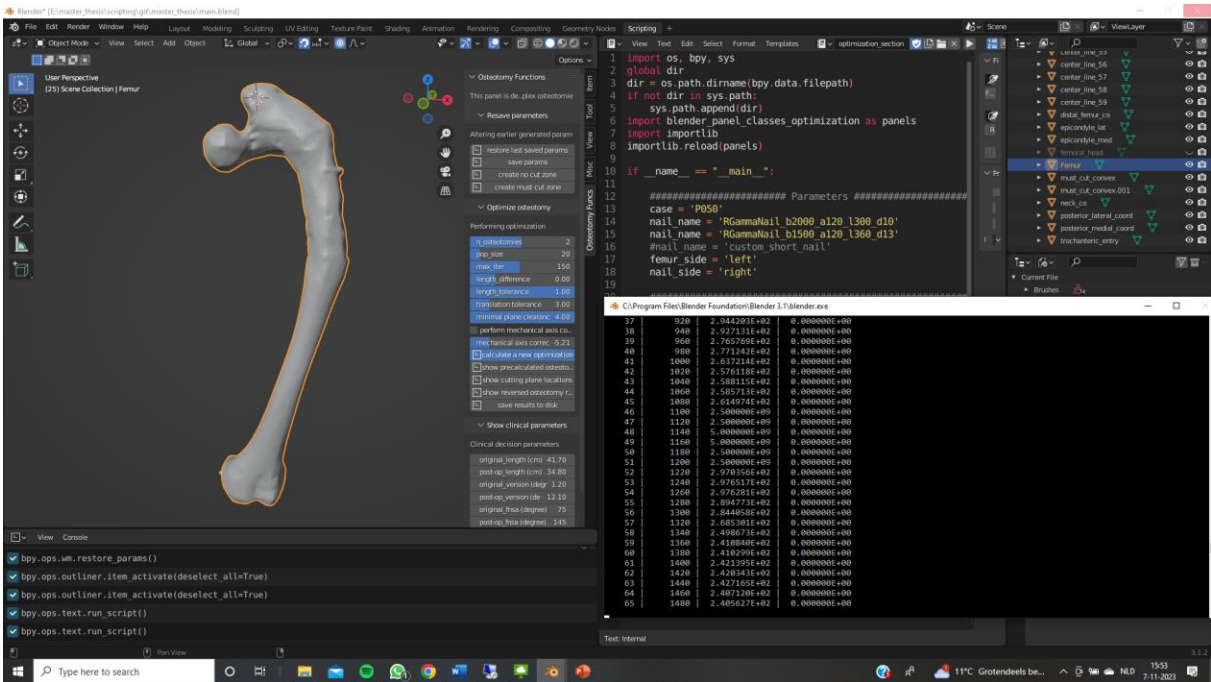 Blender* [E:\master_thesis\scripting\git\master_thesis\main.blend]
File Edit Render Window Help Layout Modeling Sculpting UV Editing Texture Paint Shading Animation Rendering Compositing Geometry Nodes Scripting + Scene ViewLayer
Object Mode View Select Add Object Global
Options
User Perspective
(25) Scene Collection | Femur
Osteotomy Functions
This panel is de..plex osteotomie
Resave parameters
Altering earlier generated param
restore last saved params
save params
create no cut zone
create must cut zone
Optimize osteotomy
Performing optimization
n_osteotomies 2
pop_size 20
max_iter 150
length_difference 0.00
length_tolerance 1.00
translation tolerance 3.00
minimal plane clearanc 4.00
perform mechanical axis co..
mechanical axis correc -5.21
calculate a new optimization
show precalculated osteoto..
show cutting plane locations
show reversed osteotomy r...
save results to disk
Show clinical parameters
Clinical decision parameters
original_length (cm) 41.70
post-op_length (cm) 34.80
original_version (degr 1.20
post-op_version (de 12.10
original_fnsa (degree) 75
post-op_fnsa (degree) 145
Item
Tool
View
Misc
Osteotomy Funcs
View Text Edit Select Format Templates optimization_section
1 import os, bpy, sys
2 global dir
3 dir = os.path.dirname(bpy.data.filepath)
4 if not dir in sys.path:
5 sys.path.append(dir)
6 import blender_panel_classes_optimization as panels
7 import importlib
8 importlib.reload(panels)
9
10 if __name__ == "__main__":
11
12 ######################## Parameters ####################
13 case = 'P050'
14 nail_name = 'RGammaNail_b2000_a120_l300_d10'
15 nail_name = 'RGammaNail_b1500_a120_l360_d13'
16 #nail_name = 'custom_short_nail'
17 femur_side = 'left'
18 nail_side = 'right'
19
center_line_55
center_line_56
center_line_57
center_line_58
center_line_59
distal_femur_co
epicondyle_lat
epicondyle_med
femoral_head
Femur
must_cut_convex
must_cut_convex.001
neck_co
posterior_lateral_coord
posterior_medial_coord
trochanteric_entry
Current File
Brushes
C:\Program Files\Blender Foundation\Blender 3.1\blender.exe
37 | 920 | 2.944203E+02 | 0.000000E+00
38 | 940 | 2.927131E+02 | 0.000000E+00
39 | 960 | 2.765769E+02 | 0.000000E+00
40 | 980 | 2.771242E+02 | 0.000000E+00
41 | 1000 | 2.637214E+02 | 0.000000E+00
42 | 1020 | 2.576118E+02 | 0.000000E+00
43 | 1040 | 2.588115E+02 | 0.000000E+00
44 | 1060 | 2.585713E+02 | 0.000000E+00
45 | 1080 | 2.614974E+02 | 0.000000E+00
46 | 1100 | 2.500000E+09 | 0.000000E+00
47 | 1120 | 2.500000E+09 | 0.000000E+00
48 | 1140 | 5.000000E+09 | 0.000000E+00
49 | 1160 | 5.000000E+09 | 0.000000E+00
50 | 1180 | 2.500000E+09 | 0.000000E+00
51 | 1200 | 2.500000E+09 | 0.000000E+00
52 | 1220 | 2.970356E+02 | 0.000000E+00
53 | 1240 | 2.976517E+02 | 0.000000E+00
54 | 1260 | 2.976281E+02 | 0.000000E+00
55 | 1280 | 2.894773E+02 | 0.000000E+00
56 | 1300 | 2.844058E+02 | 0.000000E+00
57 | 1320 | 2.685301E+02 | 0.000000E+00
58 | 1340 | 2.498673E+02 | 0.000000E+00
59 | 1360 | 2.410840E+02 | 0.000000E+00
60 | 1380 | 2.410299E+02 | 0.000000E+00
61 | 1400 | 2.421395E+02 | 0.000000E+00
62 | 1420 | 2.420343E+02 | 0.000000E+00
63 | 1440 | 2.427165E+02 | 0.000000E+00
64 | 1460 | 2.407120E+02 | 0.000000E+00
65 | 1480 | 2.405627E+02 | 0.000000E+00
Text: Internal
View Console
bpy.ops.wm.restore_params()
bpy.ops.outliner.item_activate(deselect_all=True)
bpy.ops.outliner.item_activate(deselect_all=True)
bpy.ops.text.run_script()
bpy.ops.text.run_script()
Pan View
3.1.2
Type here to search
11°C Grotendeels be... NLD 15:53
7-11-2023